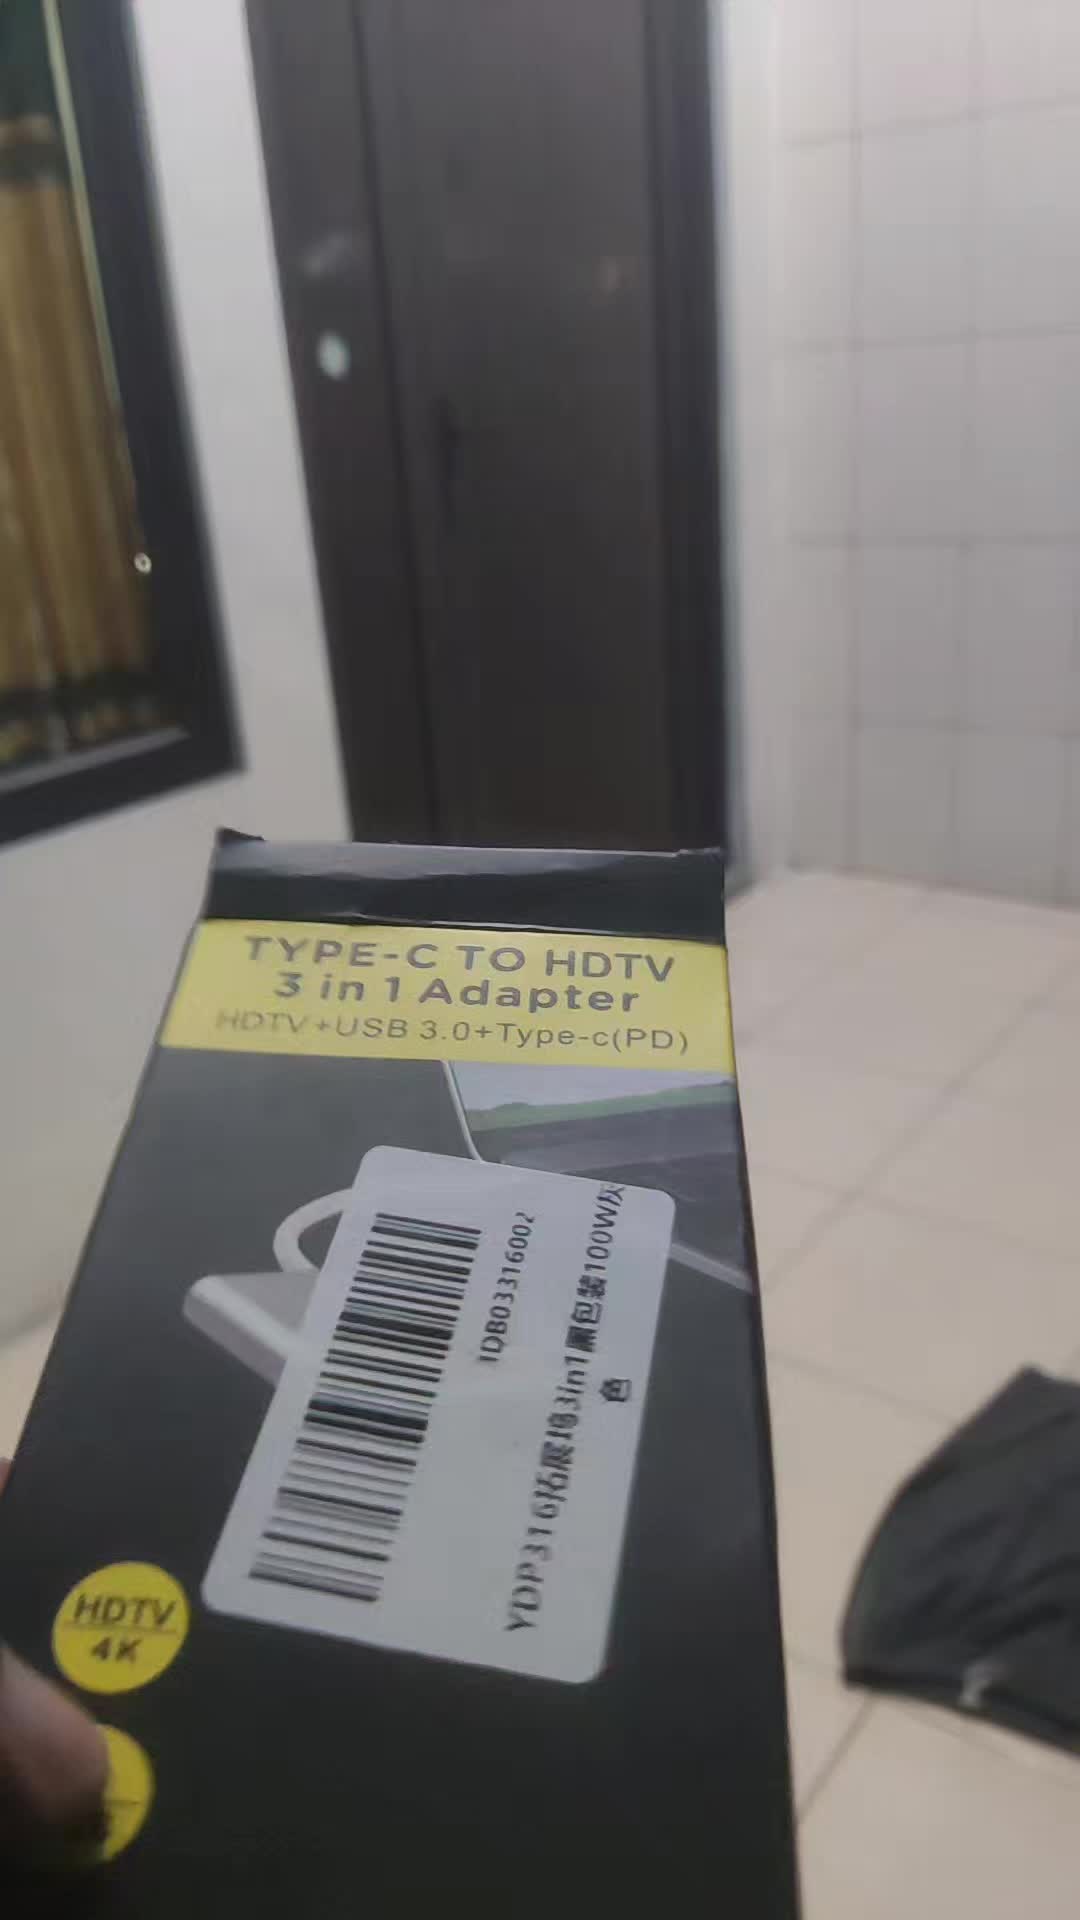 TYPE-C TO HDTV
3 in 1 Adapter
HDTV+USB 3.0+Type-c(PD)
1DB03316002
YDP316拓展坞3in1黑包装100W灰
色
HDTV
4K